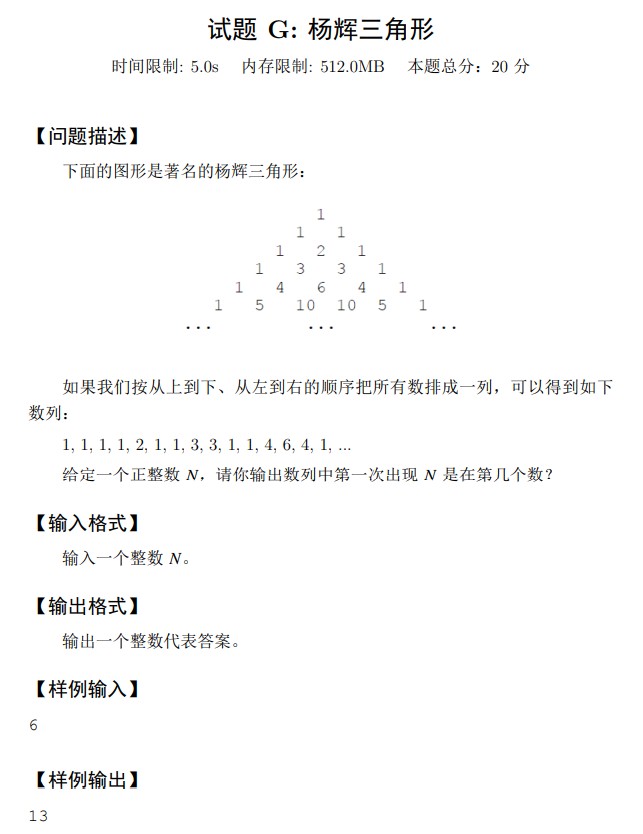 试题 G: 杨辉三角形
时间限制: 5.0s 内存限制: 512.0MB 本题总分：20 分
【问题描述】
下面的图形是著名的杨辉三角形：
1
1 1
1 2 1
1 3 3 1
1 4 6 4 1
1 5 10 10 5 1
... ... ...
如果我们按从上到下、从左到右的顺序把所有数排成一列，可以得到如下
数列：
1, 1, 1, 1, 2, 1, 1, 3, 3, 1, 1, 4, 6, 4, 1, ...
给定一个正整数 N，请你输出数列中第一次出现 N 是在第几个数？
【输入格式】
输入一个整数 N。
【输出格式】
输出一个整数代表答案。
【样例输入】
6
【样例输出】
13